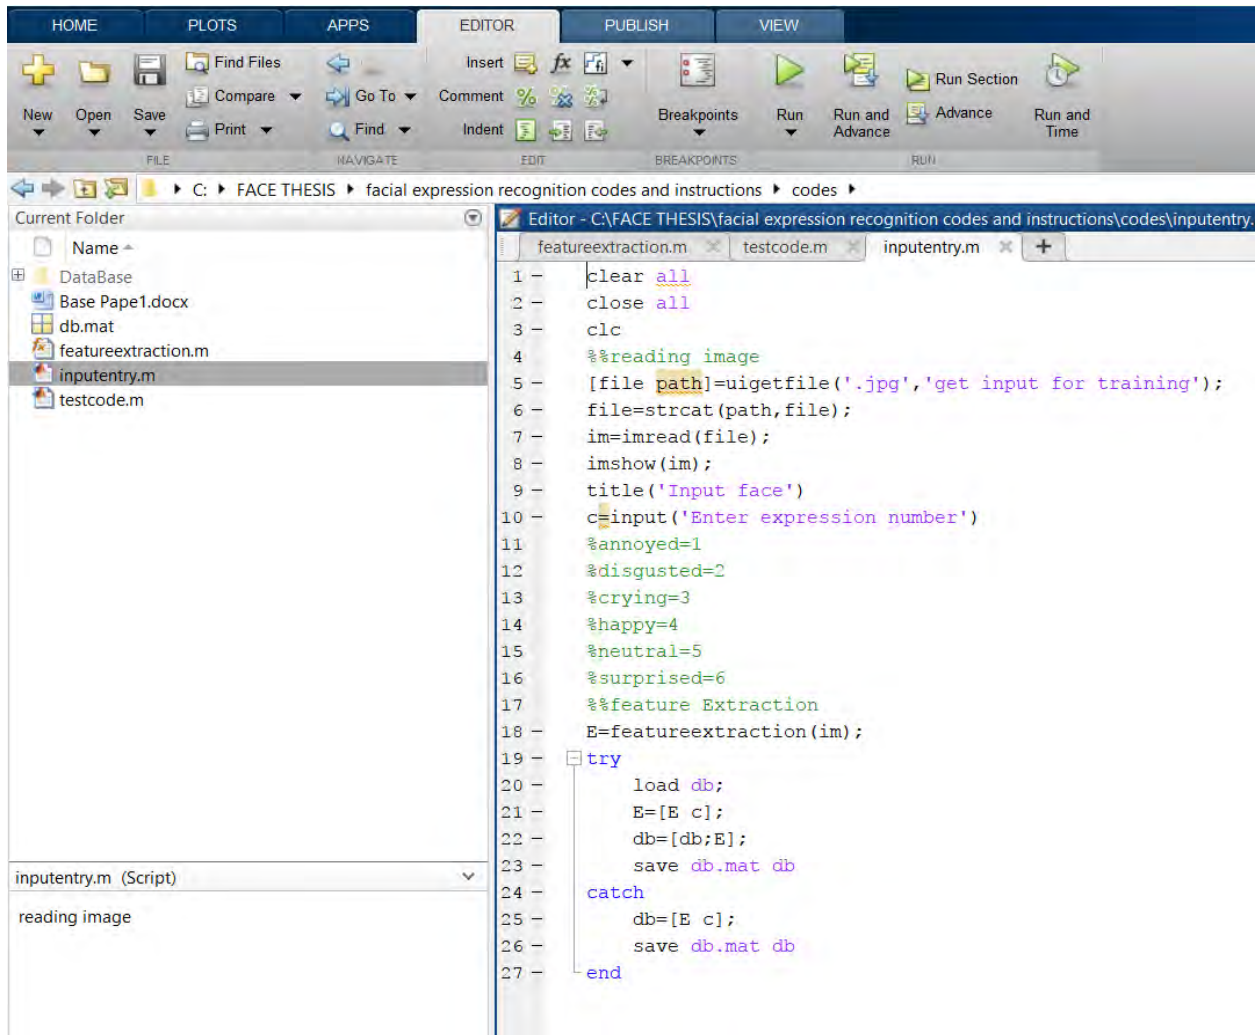 HOME PLOTS APPS EDITOR PUBLISH VIEW
Find Files Insert fx
New Open Save Compare Go To Comment % Breakpoints Run Run and Advance Run Section Run and Time
Print Find Indent Advance
FILE NAVIGATE EDIT BREAKPOINTS RUN
C: FACE THESIS facial expression recognition codes and instructions codes
Current Folder
Name
DataBase
Base Pape1.docx
db.mat
featureextraction.m
inputentry.m
testcode.m
inputentry.m (Script)
reading image
Editor - C:\FACE THESIS\facial expression recognition codes and instructions\codes\inputentry.
featureextraction.m testcode.m inputentry.m +
1 - clear all
2 - close all
3 - clc
4 %%reading image
5 - [file path]=uigetfile('.jpg','get input for training');
6 - file=strcat(path,file);
7 - im=imread(file);
8 - imshow(im);
9 - title('Input face')
10 - c=input('Enter expression number')
11 %annoyed=1
12 %disgusted=2
13 %crying=3
14 %happy=4
15 %neutral=5
16 %surprised=6
17 %%feature Extraction
18 - E=featureextraction(im);
19 - try
20 - load db;
21 - E=[E c];
22 - db=[db;E];
23 - save db.mat db
24 - catch
25 - db=[E c];
26 - save db.mat db
27 - end